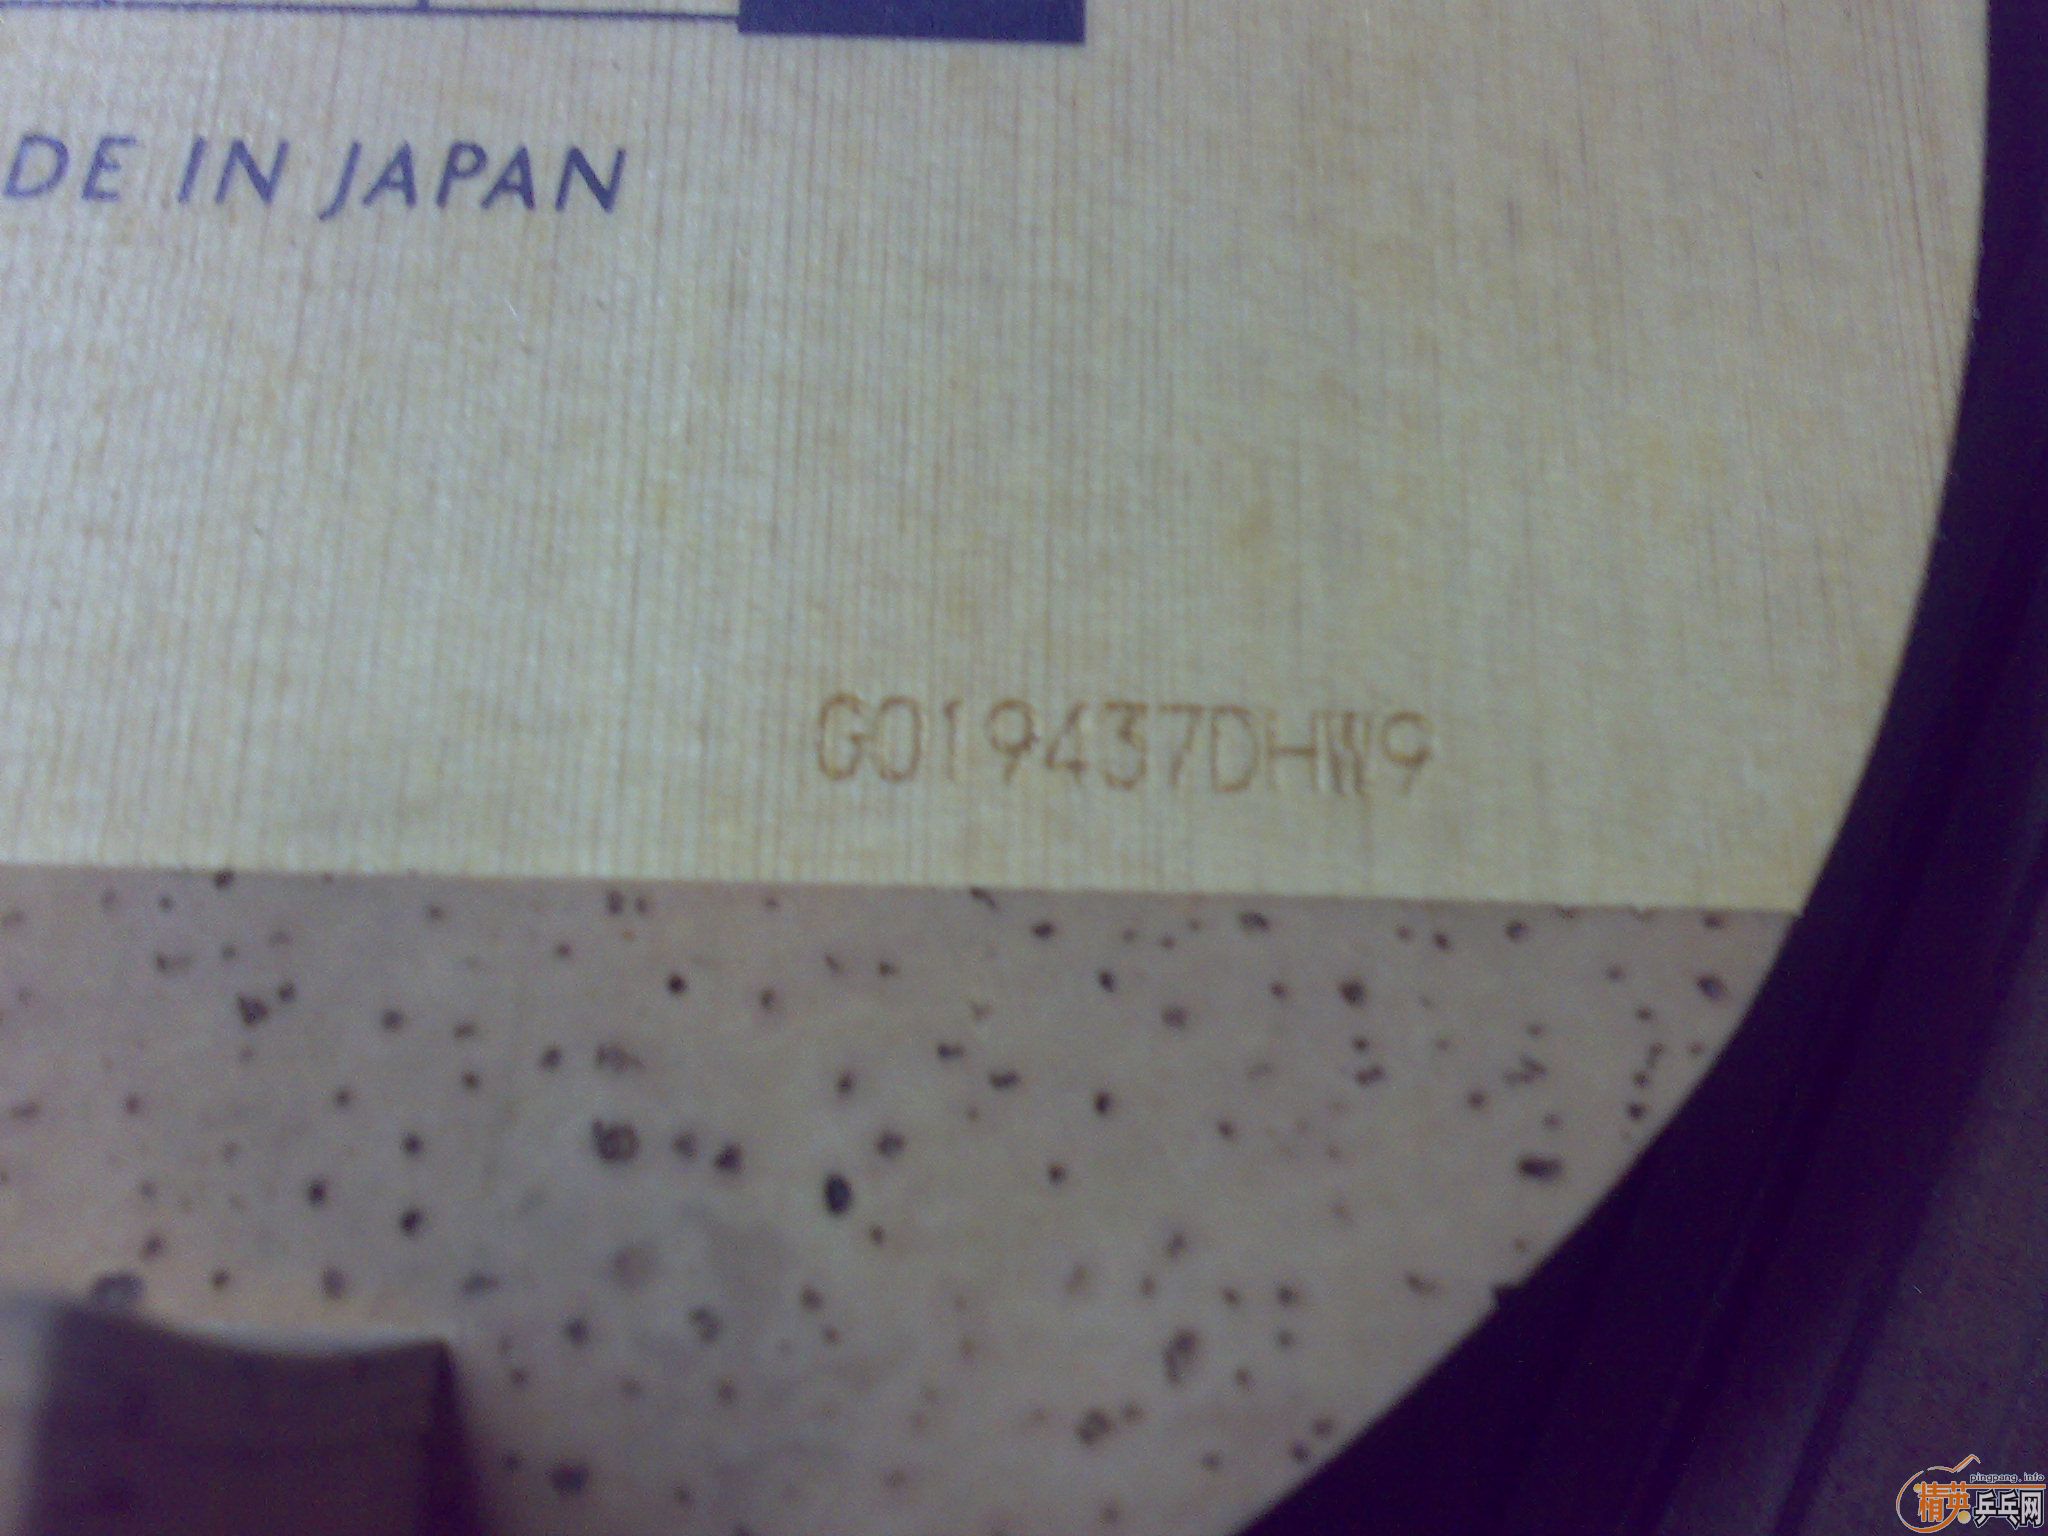 DE IN JAPAN
G019437DHW9
pingpang.info
精英乒乓网